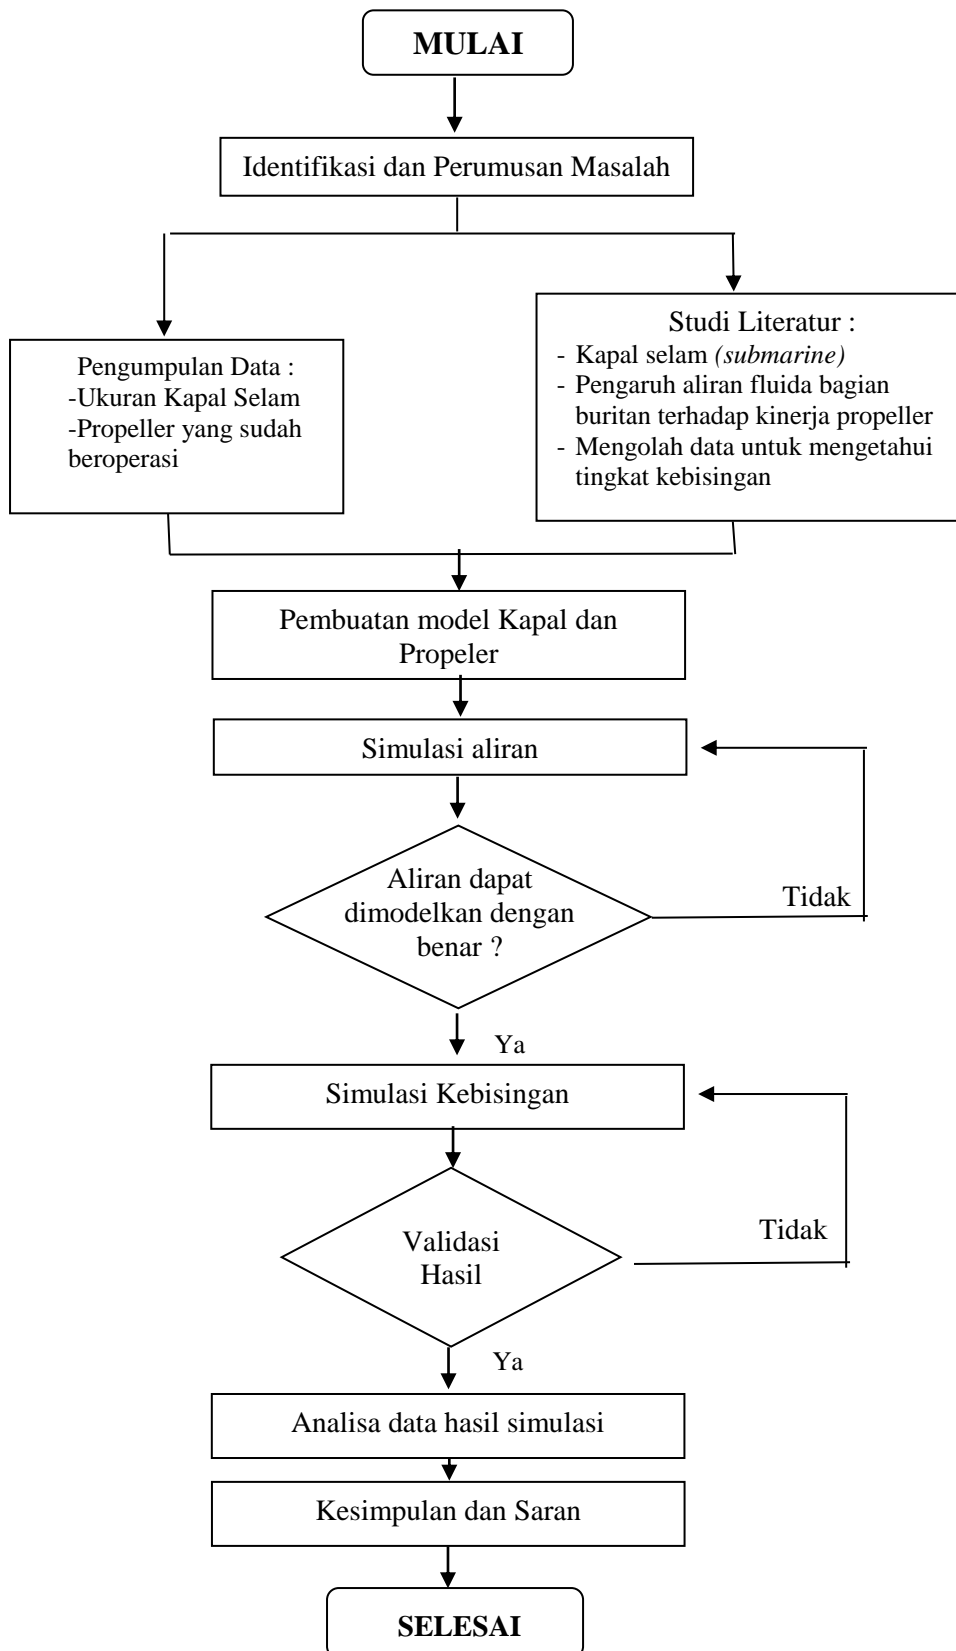 MULAI
Identifikasi dan Perumusan Masalah
Pengumpulan Data :
-Ukuran Kapal Selam
-Propeller yang sudah
beroperasi
Studi Literatur :
- Kapal selam (submarine)
- Pengaruh aliran fluida bagian
buritan terhadap kinerja propeller
- Mengolah data untuk mengetahui
tingkat kebisingan
Pembuatan model Kapal dan
Propeler
Simulasi aliran
Aliran dapat
dimodelkan dengan
benar ?
Tidak
Ya
Simulasi Kebisingan
Validasi
Hasil
Tidak
Ya
Analisa data hasil simulasi
Kesimpulan dan Saran
SELESAI